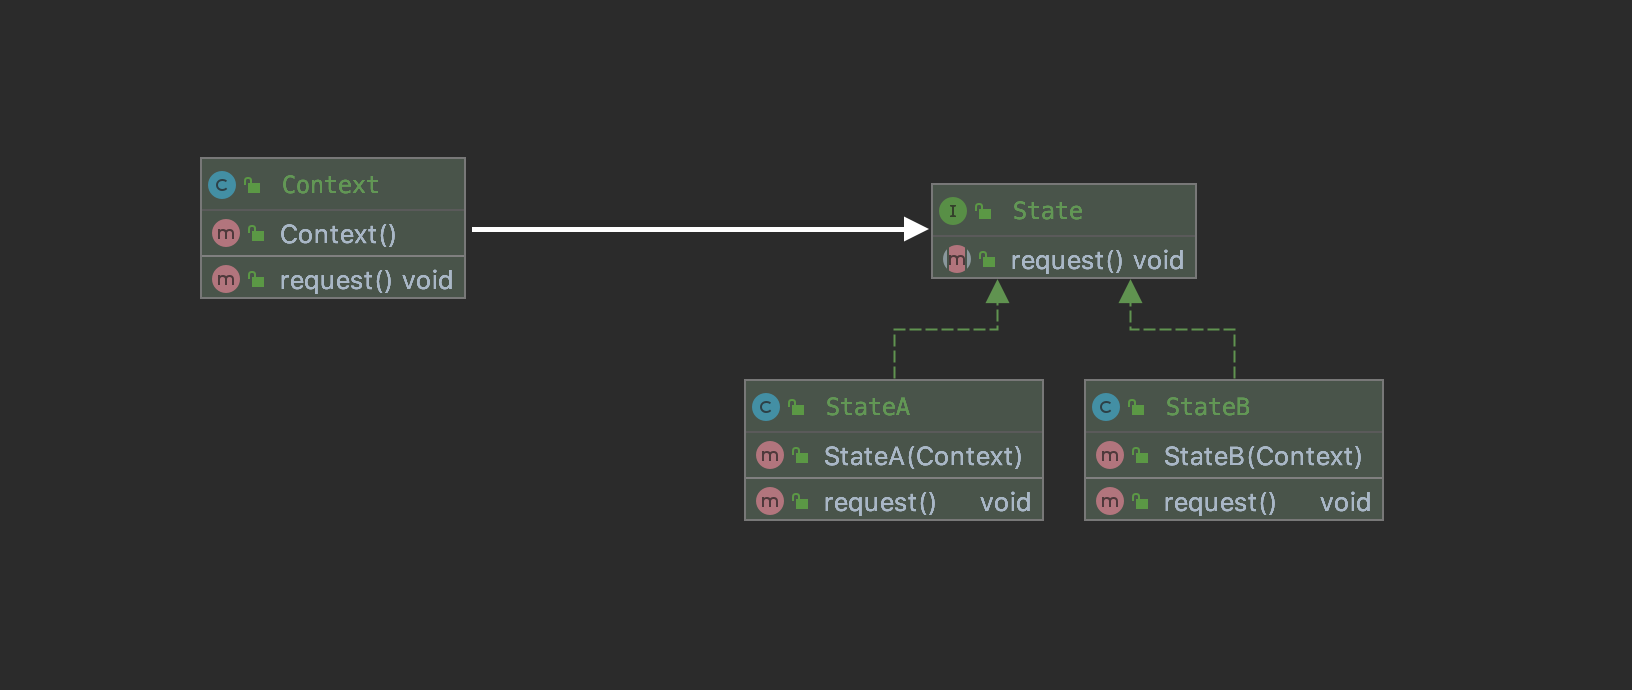 C Context
m Context()
m request() void
I State
m request() void
C StateA
m StateA(Context)
m request() void
C StateB
m StateB(Context)
m request() void